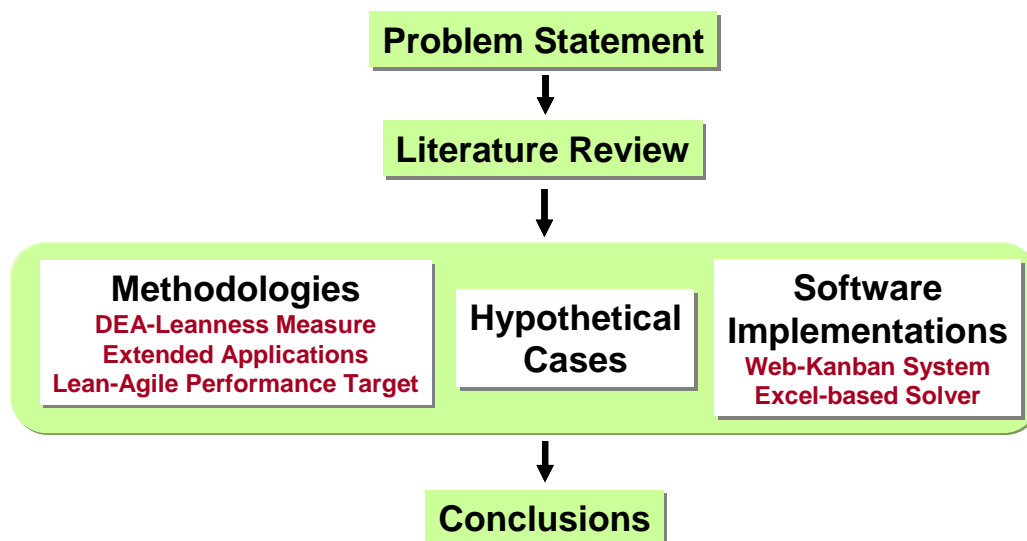 Problem Statement
Literature Review
Methodologies
DEA-Leanness Measure
Extended Applications
Lean-Agile Performance Target
Hypothetical
Cases
Software
Implementations
Web-Kanban System
Excel-based Solver
Conclusions